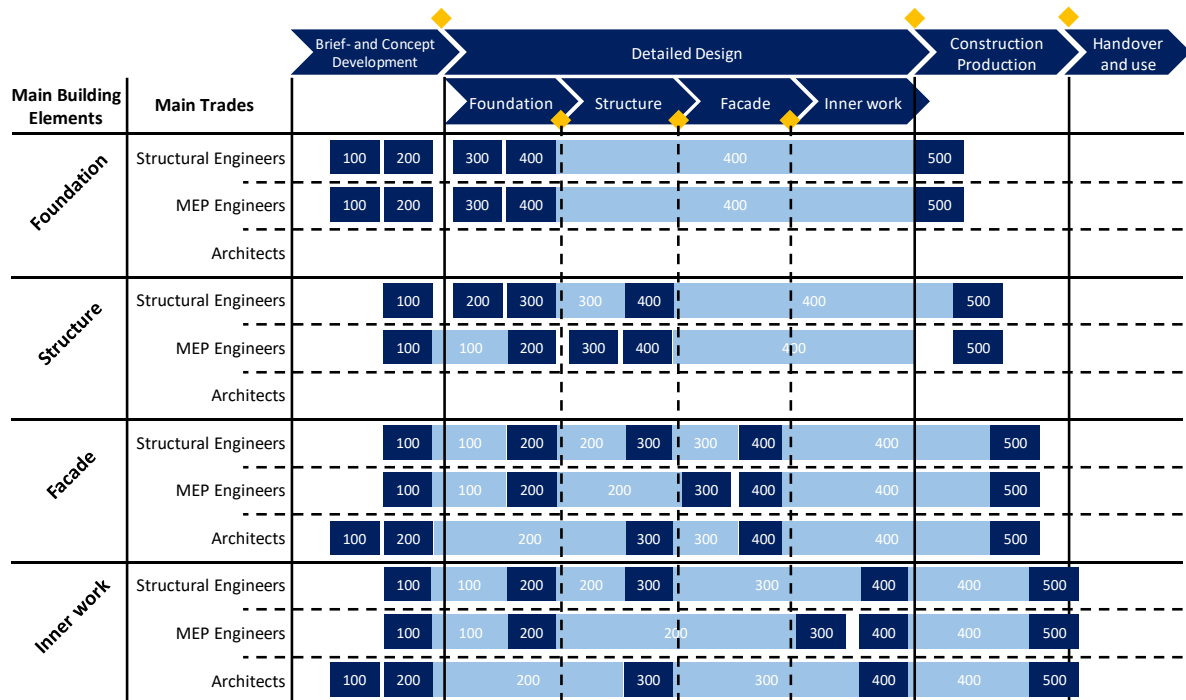 Brief- and Concept
Development
Detailed Design
Construction
Production
Handover
and use
Main Building
Elements
Main Trades
Foundation
Structure
Facade
Inner work
Foundation
Structural Engineers
100 200 300 400 400 500
MEP Engineers
100 200 300 400 400 500
Architects
Structure
Structural Engineers
100 200 300 300 400 400 500
MEP Engineers
100 100 200 300 400 400 500
Architects
Facade
Structural Engineers
100 100 200 200 300 300 400 400 500
MEP Engineers
100 100 200 200 300 400 400 500
Architects
100 200 200 300 300 400 400 500
Inner work
Structural Engineers
100 100 200 200 300 300 400 400 500
MEP Engineers
100 100 200 200 300 400 400 500
Architects
100 200 200 300 300 400 400 500